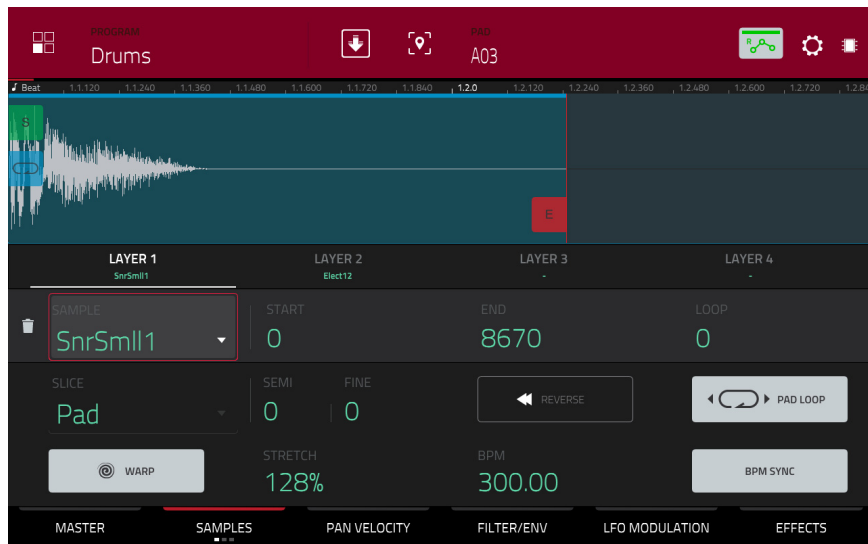 PROGRAM
Drums
PAD
A03
R
Beat 1.1.120 1.1.240 1.1.360 1.1.480 1.1.600 1.1.720 1.1.840 1.2.0 1.2.120 1.2.240 1.2.360 1.2.480 1.2.600 1.2.720 1.2.84
S
E
LAYER 1 LAYER 2 LAYER 3 LAYER 4
SnrSmll1 Elect12 - -
SAMPLE START END LOOP
SnrSmll1 0 8670 0
SLICE SEMI FINE
Pad 0 0 REVERSE PAD LOOP
WARP STRETCH BPM BPM SYNC
128% 300.00
MASTER SAMPLES PAN VELOCITY FILTER/ENV LFO MODULATION EFFECTS